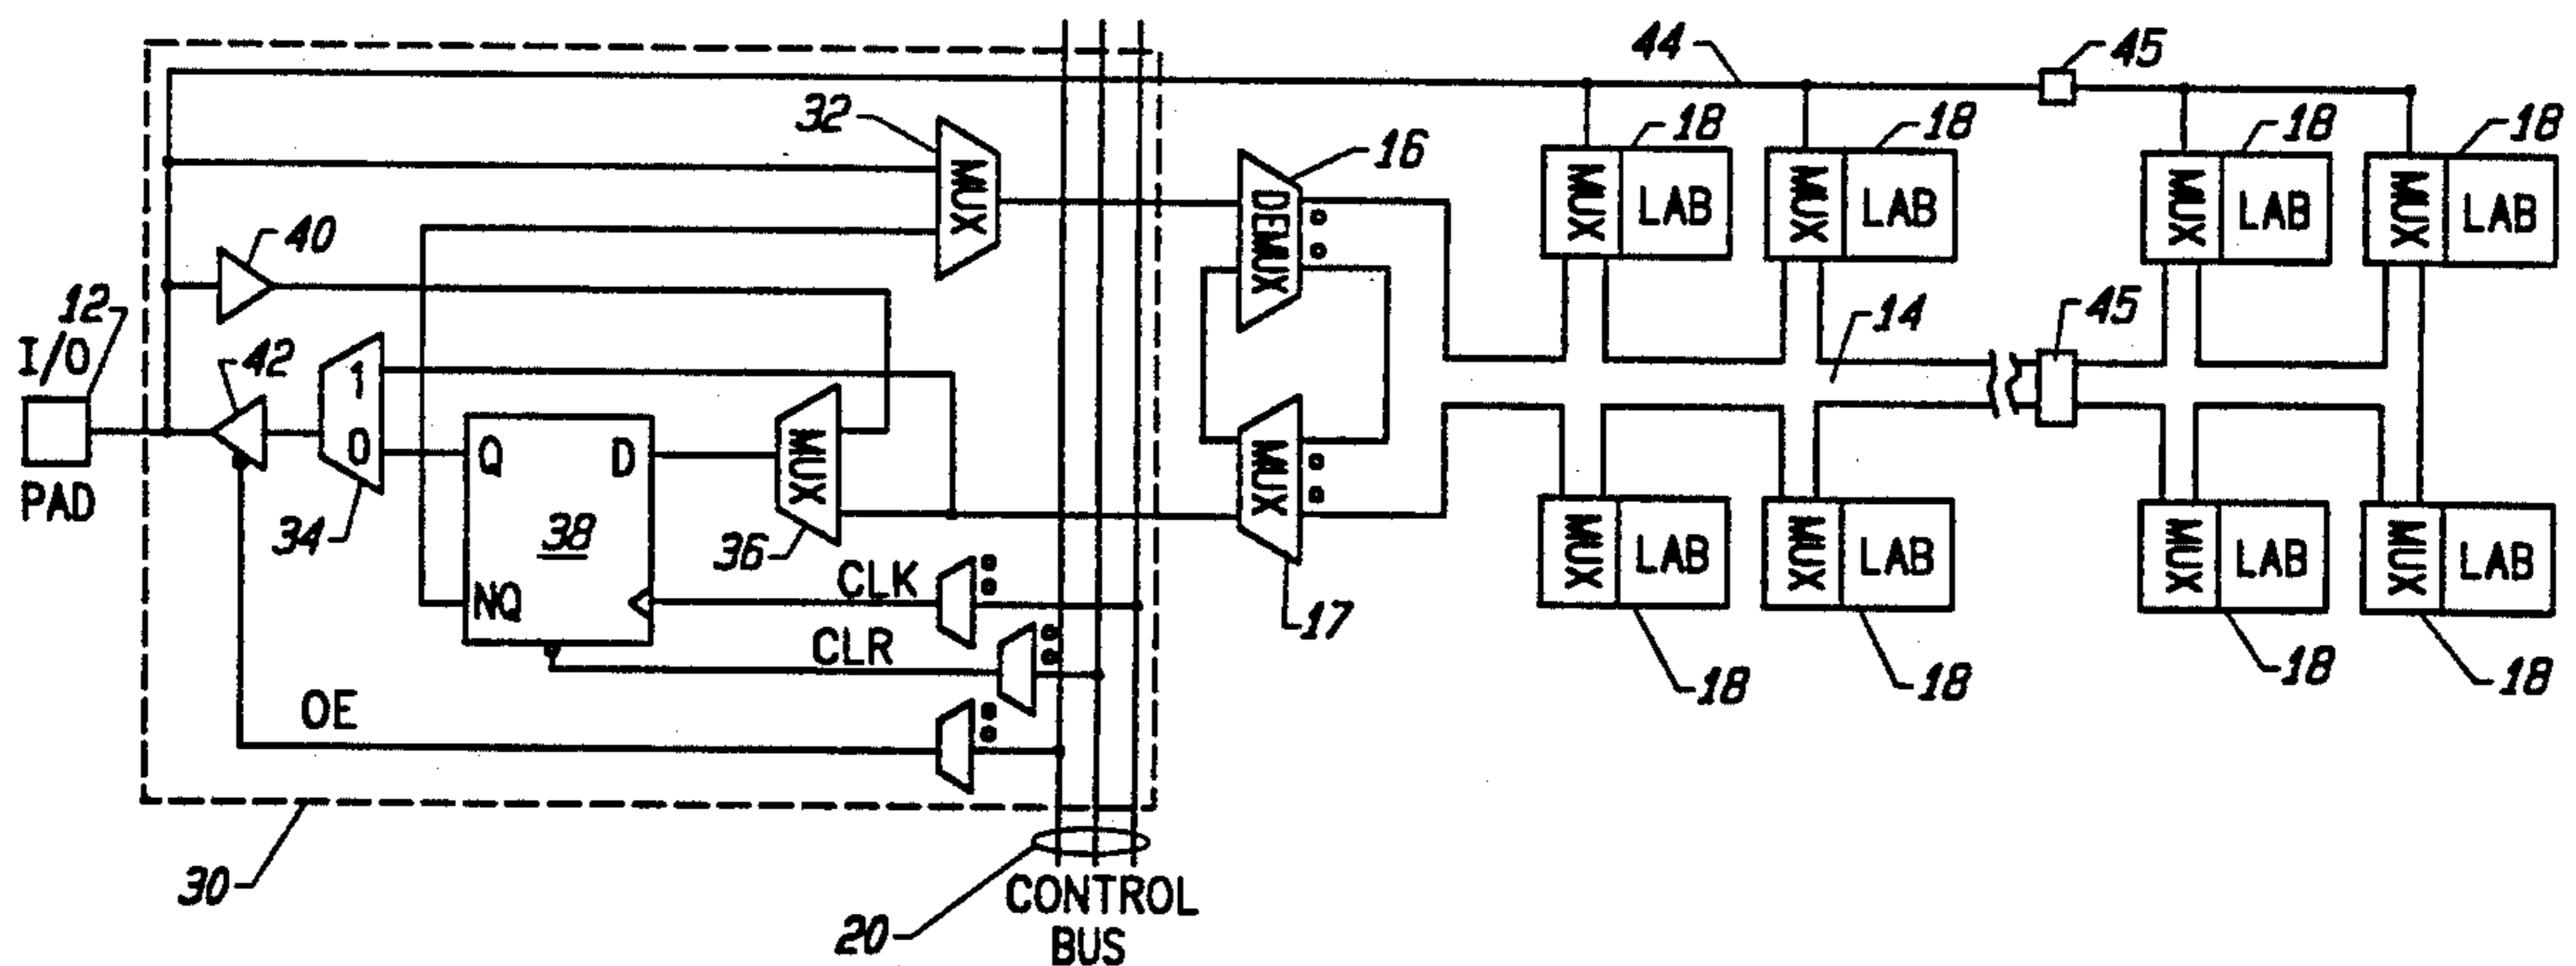 44
45
32
16
18
18
18
18
MUX
DEMUX
MUX LAB
MUX LAB
MUX LAB
MUX LAB
40
12
I/O
PAD
42
1
0
34
Q
D
38
NQ
MUX
36
14
45
MUX
17
CLK
CLR
OE
MUX LAB
MUX LAB
MUX LAB
MUX LAB
18
18
18
18
30
20
CONTROL
BUS